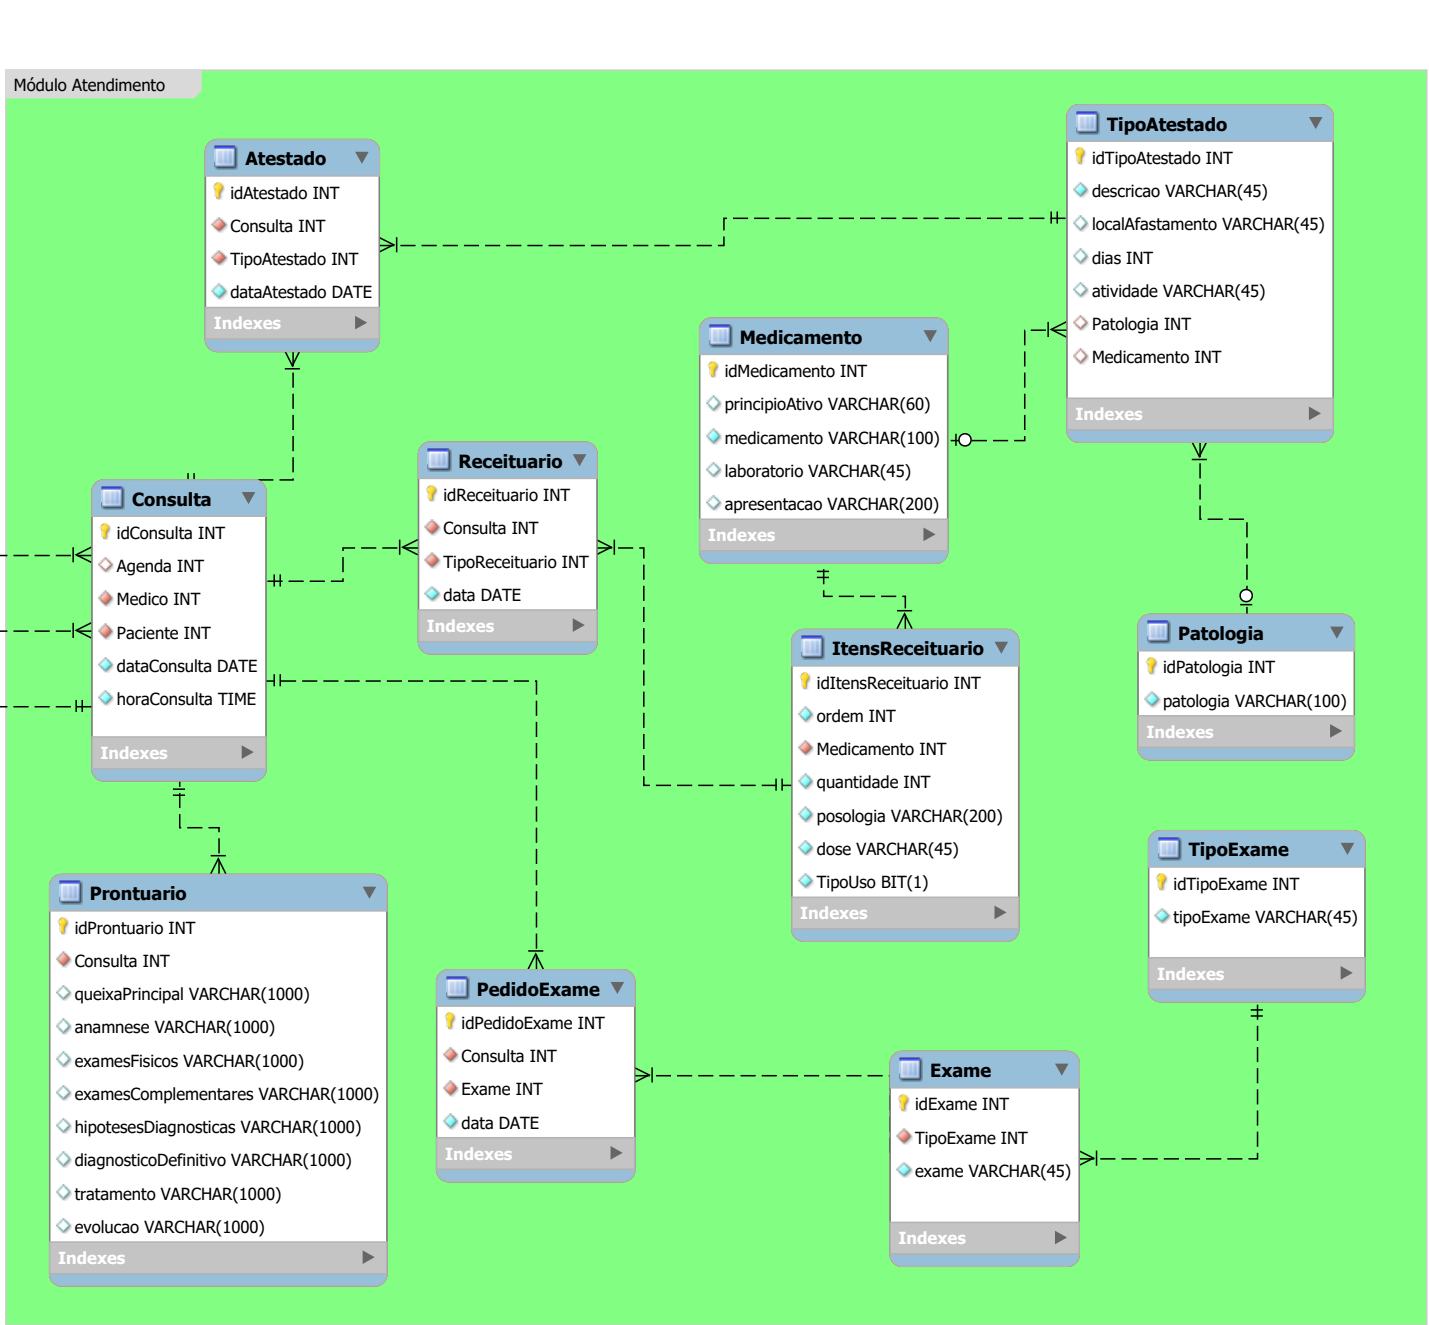 Módulo Atendimento
Atestado
idAtestado INT
Consulta INT
TipoAtestado INT
dataAtestado DATE
Indexes
TipoAtestado
idTipoAtestado INT
descricao VARCHAR(45)
localAfastamento VARCHAR(45)
dias INT
atividade VARCHAR(45)
Patologia INT
Medicamento INT
Indexes
Medicamento
idMedicamento INT
principioAtivo VARCHAR(60)
medicamento VARCHAR(100)
laboratorio VARCHAR(45)
apresentacao VARCHAR(200)
Indexes
Receituario
idReceituario INT
Consulta INT
TipoReceituario INT
data DATE
Indexes
Consulta
idConsulta INT
Agenda INT
Medico INT
Paciente INT
dataConsulta DATE
horaConsulta TIME
Indexes
ItensReceituario
idItensReceituario INT
ordem INT
Medicamento INT
quantidade INT
posologia VARCHAR(200)
dose VARCHAR(45)
TipoUso BIT(1)
Indexes
Patologia
idPatologia INT
patologia VARCHAR(100)
Indexes
Prontuario
idProntuario INT
Consulta INT
queixaPrincipal VARCHAR(1000)
anamnese VARCHAR(1000)
examesFisicos VARCHAR(1000)
examesComplementares VARCHAR(1000)
hipotesesDiagnosticas VARCHAR(1000)
diagnosticoDefinitivo VARCHAR(1000)
tratamento VARCHAR(1000)
evolucao VARCHAR(1000)
Indexes
PedidoExame
idPedidoExame INT
Consulta INT
Exame INT
data DATE
Indexes
TipoExame
idTipoExame INT
tipoExame VARCHAR(45)
Indexes
Exame
idExame INT
TipoExame INT
exame VARCHAR(45)
Indexes